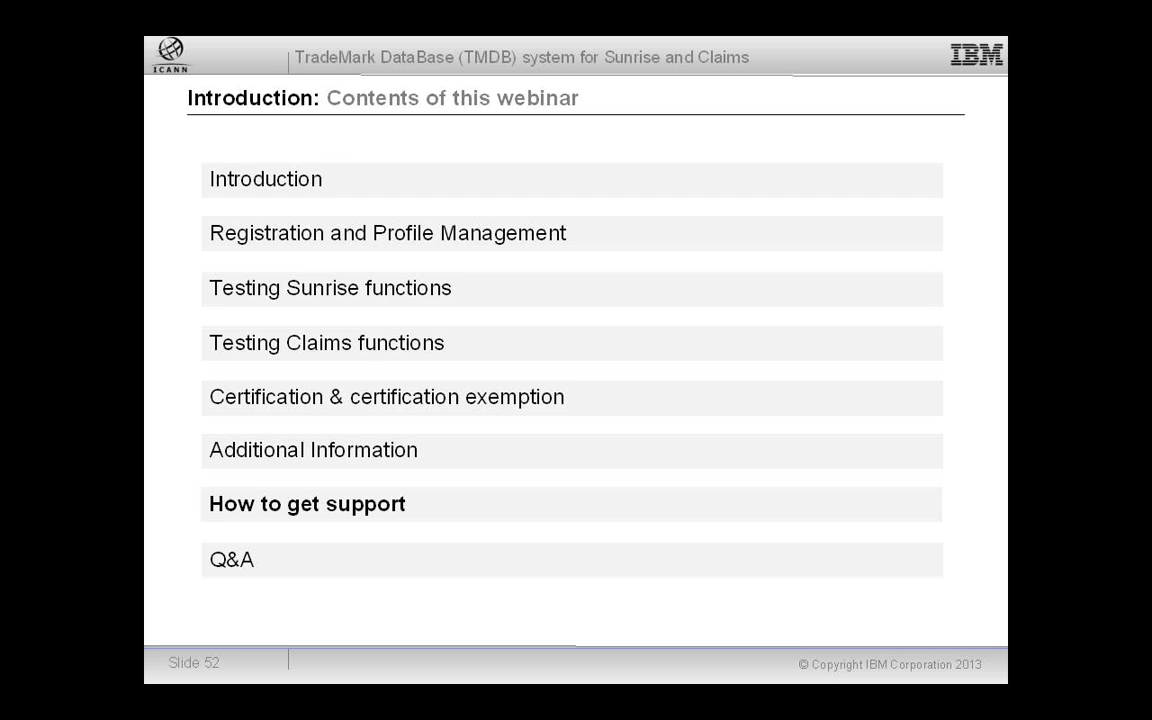 ICANN
TradeMark DataBase (TMDB) system for Sunrise and Claims
IBM
Introduction: Contents of this webinar
Introduction
Registration and Profile Management
Testing Sunrise functions
Testing Claims functions
Certification & certification exemption
Additional Information
How to get support
Q&A
Slide 52
© Copyright IBM Corporation 2013